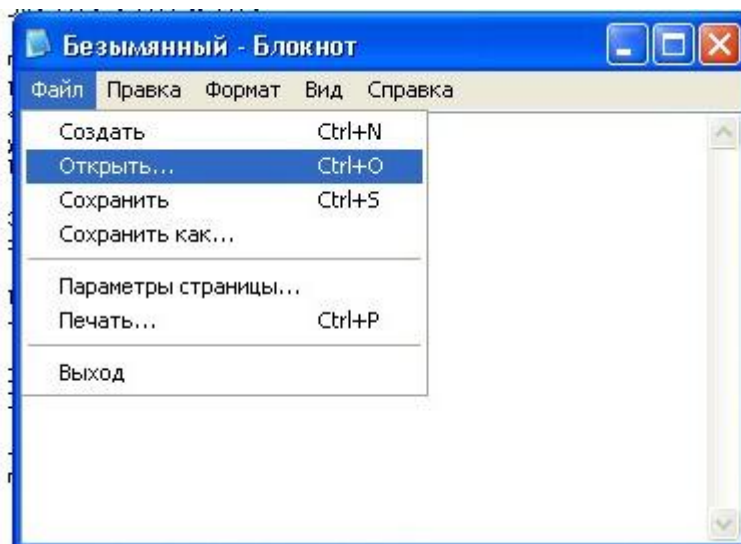 Безымянный - Блокнот
Файл Правка Формат Вид Справка
Создать Ctrl+N
Открыть... Ctrl+O
Сохранить Ctrl+S
Сохранить как...
Параметры страницы...
Печать... Ctrl+P
Выход